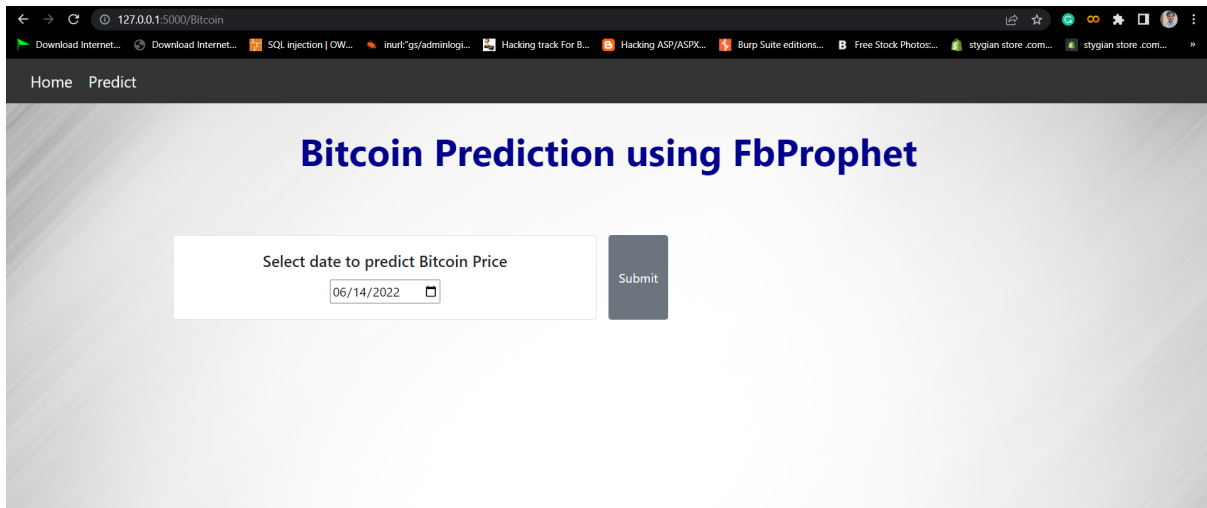 127.0.0.1:5000/Bitcoin
Download Internet... Download Internet... SQL injection | OW... inurl:"gs/adminlogi... Hacking track For B... Hacking ASP/ASPX... Burp Suite editions... B Free Stock Photos:... stygian store .com... stygian store .com... »
Home Predict
Bitcoin Prediction using FbProphet
Select date to predict Bitcoin Price
06/14/2022
Submit